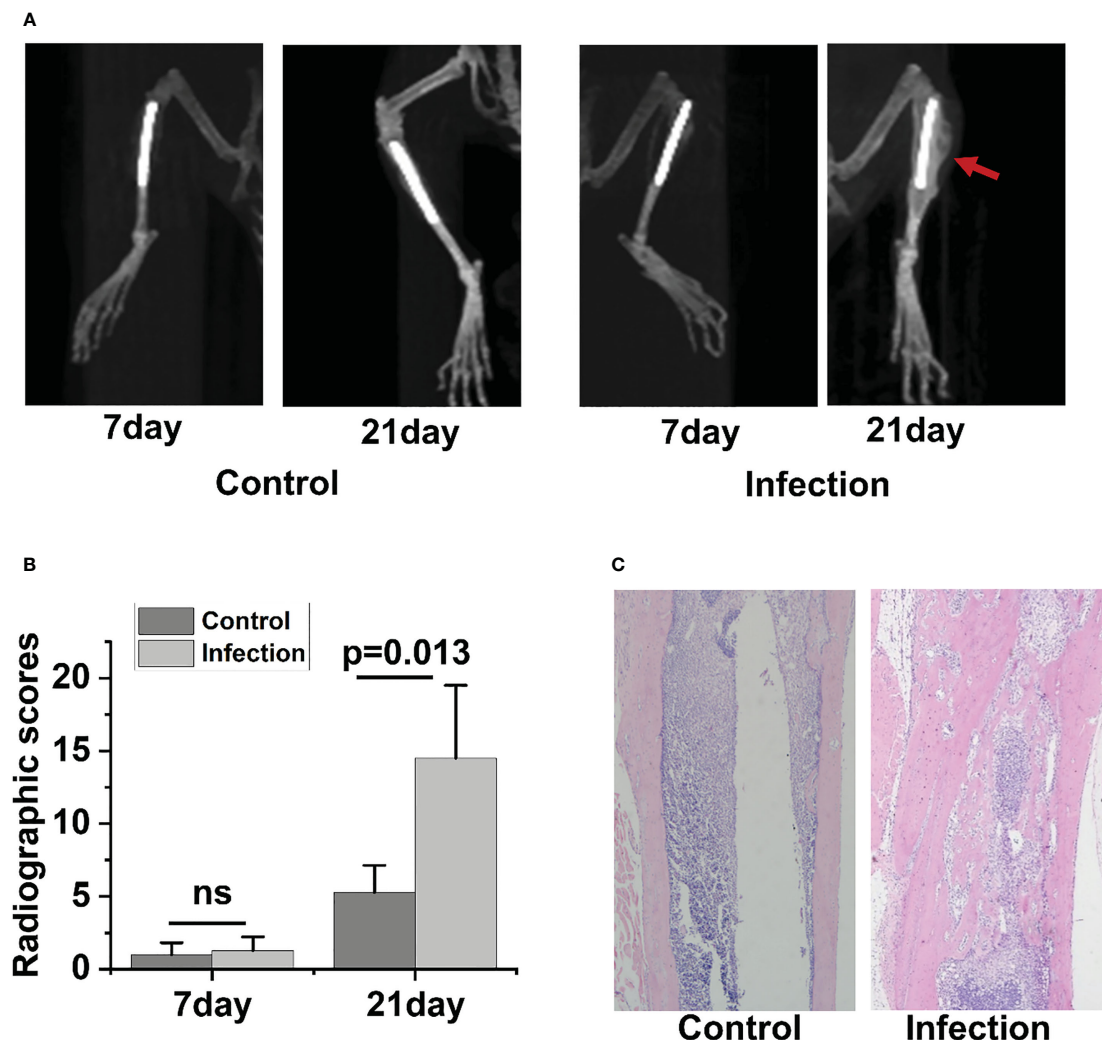 A
7day
21day
7day
21day
Control
Infection
B
Control
Infection
Radiographic scores
20
15
10
5
0
ns
p=0.013
7day
21day
C
Control
Infection